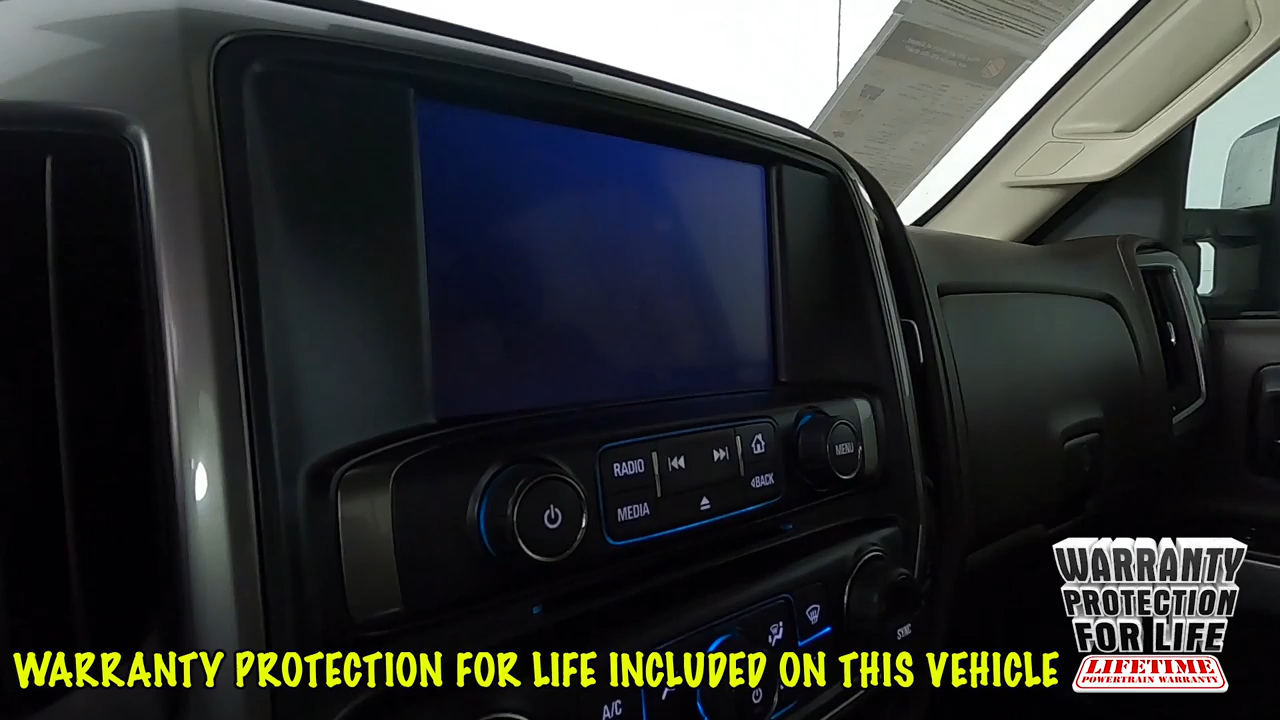 RADIO
MEDIA
BACK
MENU
SYNC
A/C
WARRANTY PROTECTION FOR LIFE INCLUDED ON THIS VEHICLE
WARRANTY
PROTECTION
FOR LIFE
LIFETIME
POWERTRAIN WARRANTY